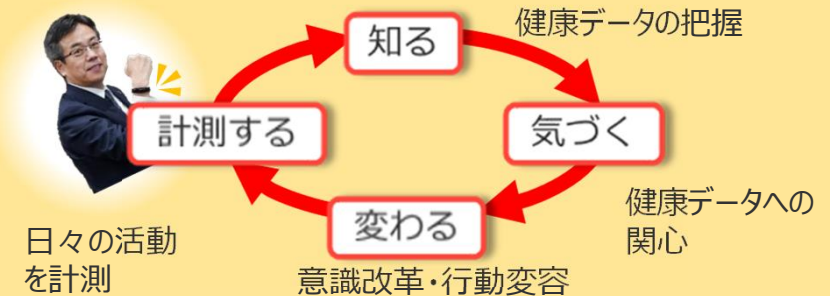 知る
健康データの把握
計測する
気づく
変わる
健康データへの
関心
日々の活動
を計測
意識改革・行動変容